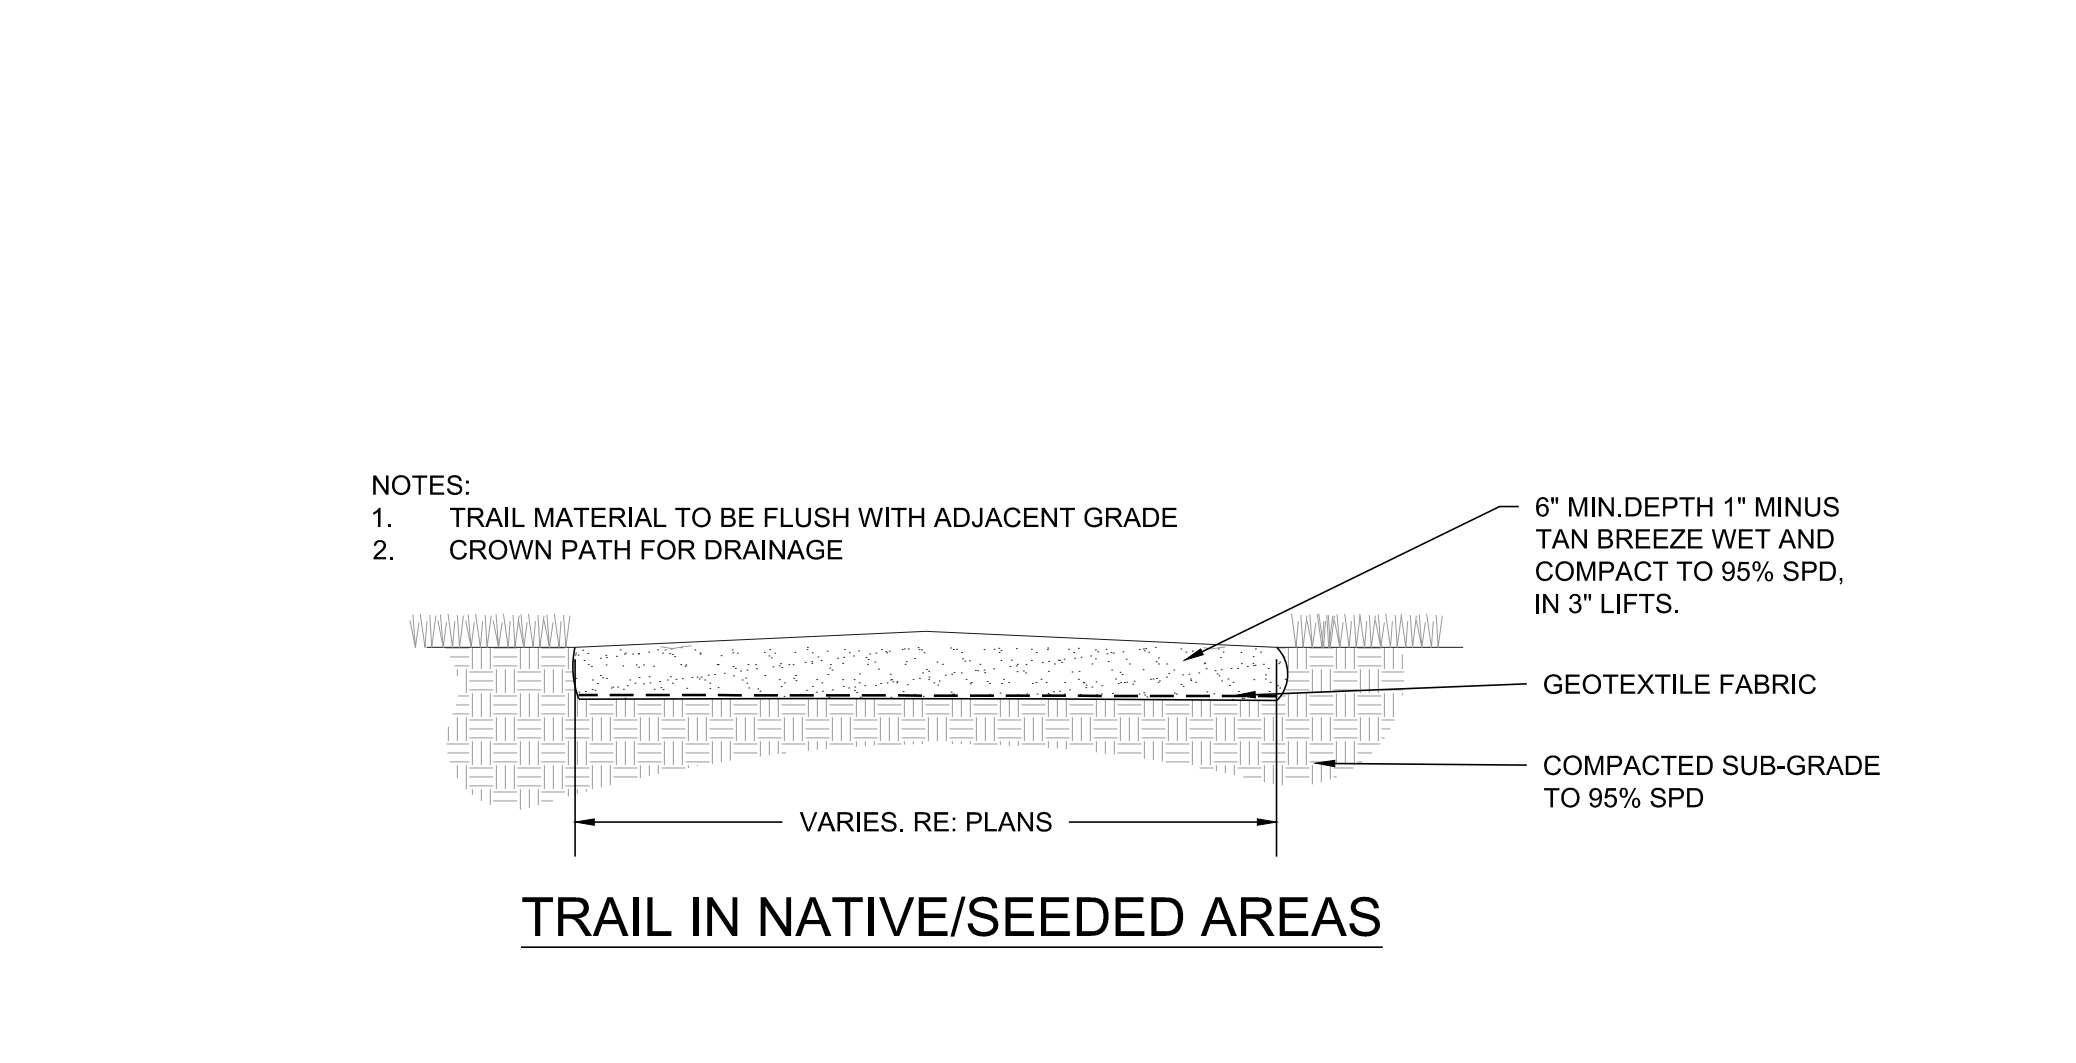 NOTES:
1. TRAIL MATERIAL TO BE FLUSH WITH ADJACENT GRADE
2. CROWN PATH FOR DRAINAGE
6" MIN.DEPTH 1" MINUS
TAN BREEZE WET AND
COMPACT TO 95% SPD,
IN 3" LIFTS.
GEOTEXTILE FABRIC
COMPACTED SUB-GRADE
TO 95% SPD
VARIES. RE: PLANS
TRAIL IN NATIVE/SEEDED AREAS